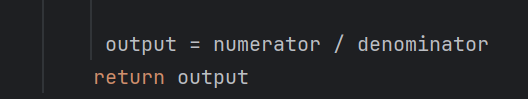 output = numerator / denominator
return output